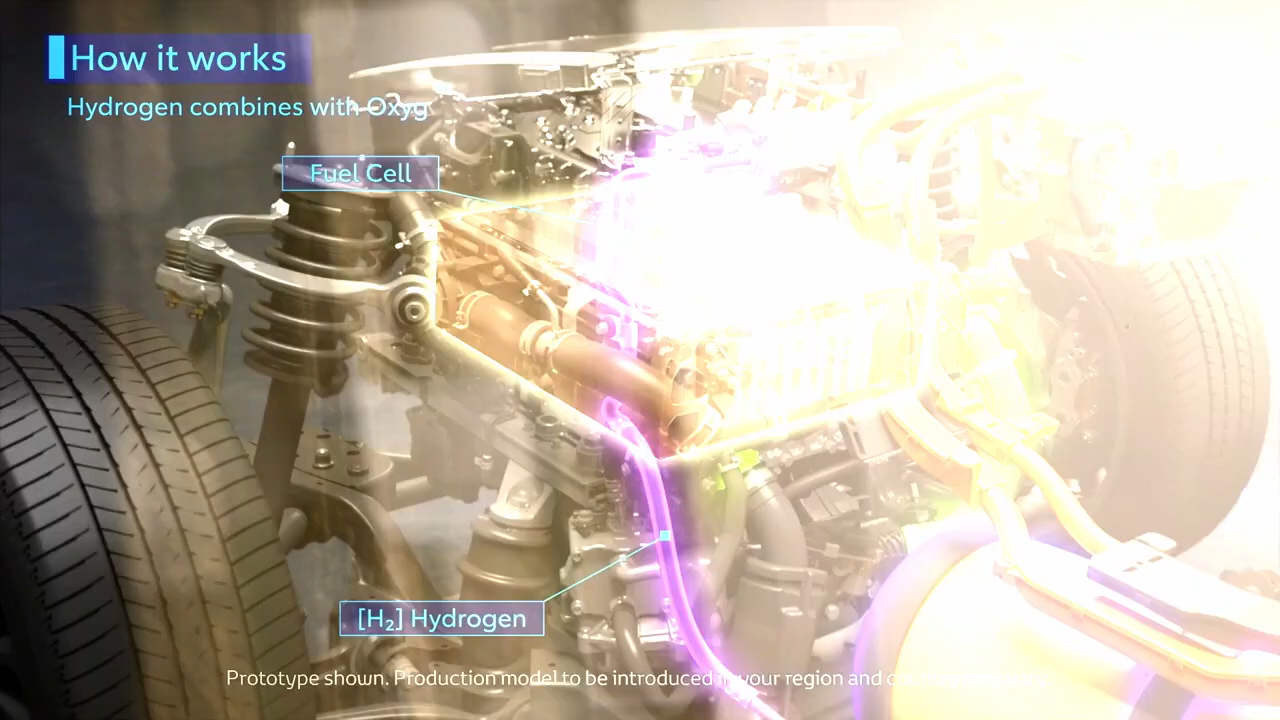 How it works
Hydrogen combines with Oxyg
Fuel Cell
[H₂] Hydrogen
Prototype shown. Production model to be introduced in your region and